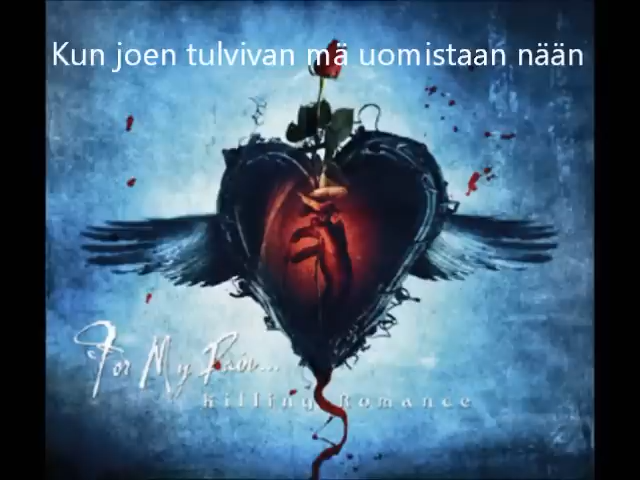 Kun joen tulvivan mä uomistaan nään
For My Pain...
Killing Romance